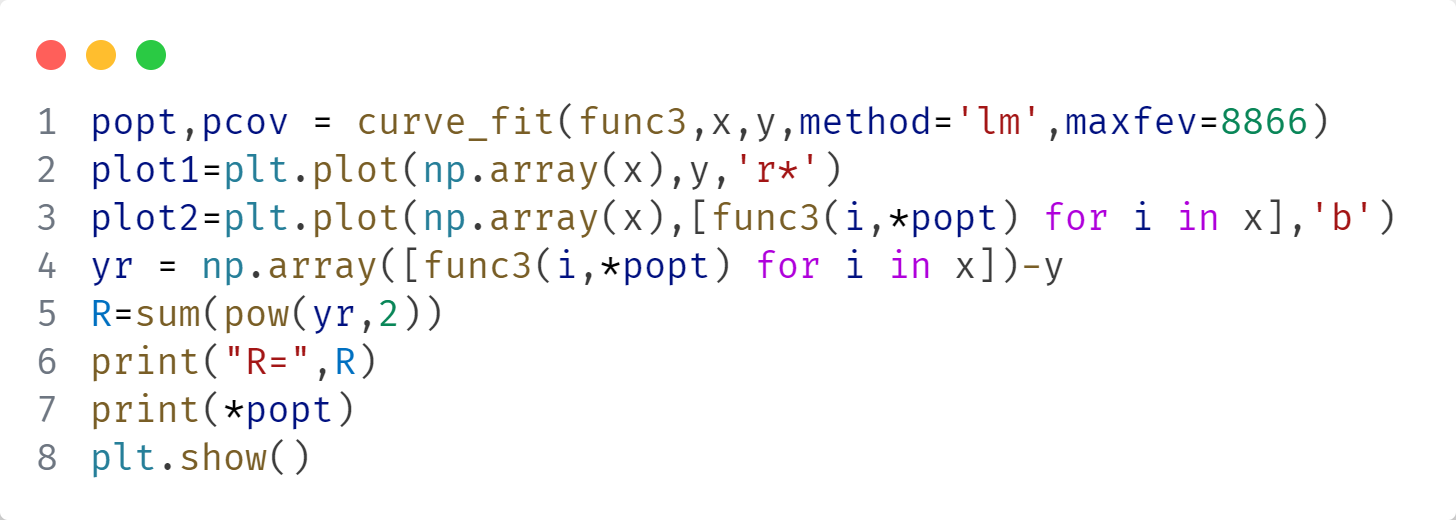 1 popt,pcov = curve_fit(func3,x,y,method='lm',maxfev=8866)
2 plot1=plt.plot(np.array(x),y,'r*')
3 plot2=plt.plot(np.array(x),[func3(i,*popt) for i in x],'b')
4 yr = np.array([func3(i,*popt) for i in x])-y
5 R=sum(pow(yr,2))
6 print("R=",R)
7 print(*popt)
8 plt.show()